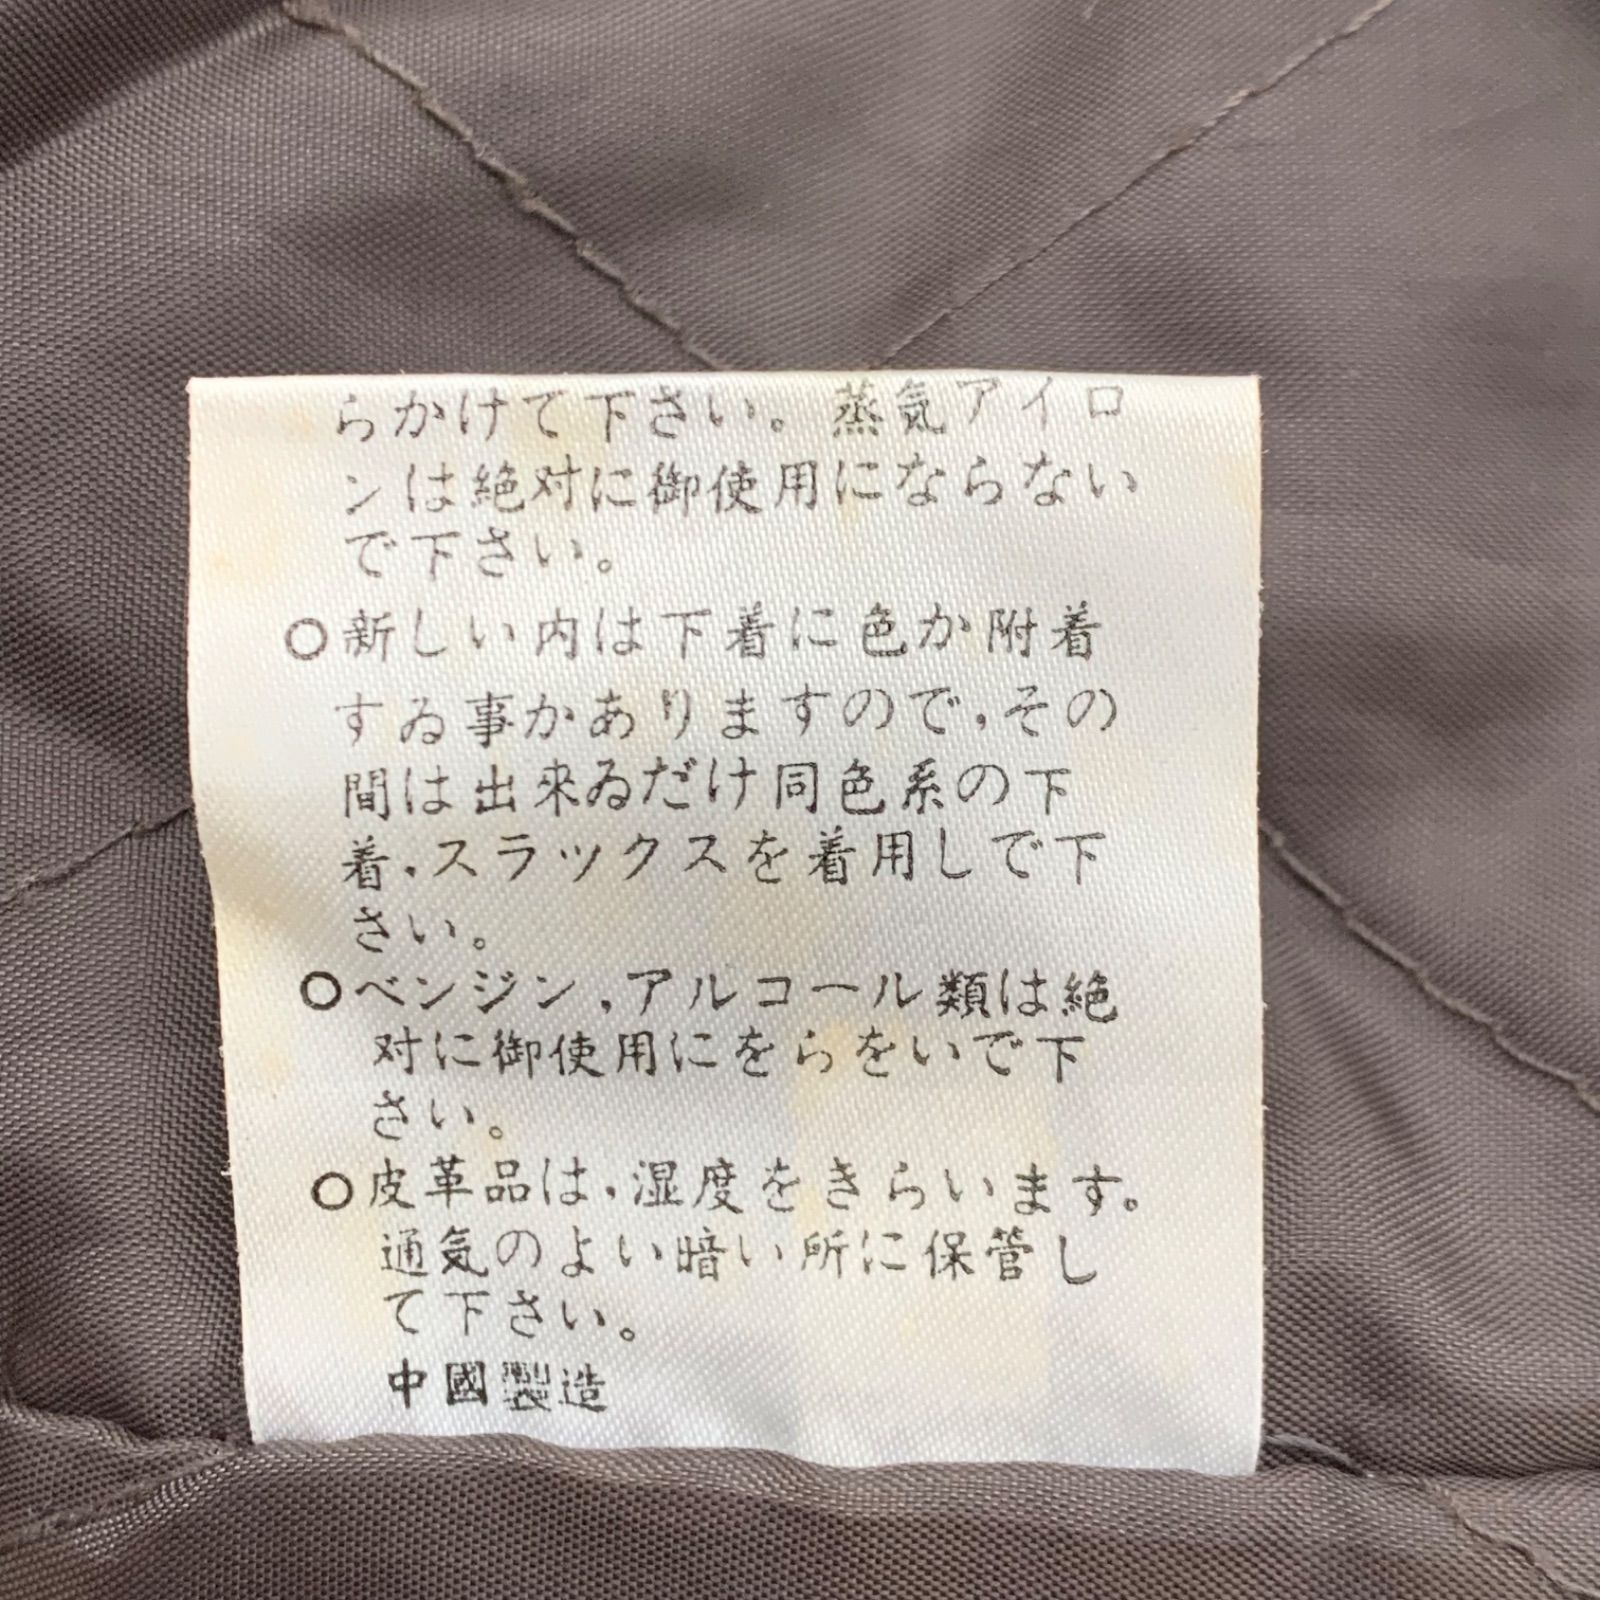 らかけて下さい。蒸気アイロ
ンは絶対に御使用にならない
で下さい。
○新しい内は下着に色か附着
すゐ事かありますので,その
間は出来ゐだけ同色系の下
着,スラックスを着用しで下
さい。
○ベンジン,アルコール類は絶
対に御使用にをらをいで下
さい。
○皮革品は,湿度をきらいます。
通気のよい暗い所に保管し
て下さい。
中國製造